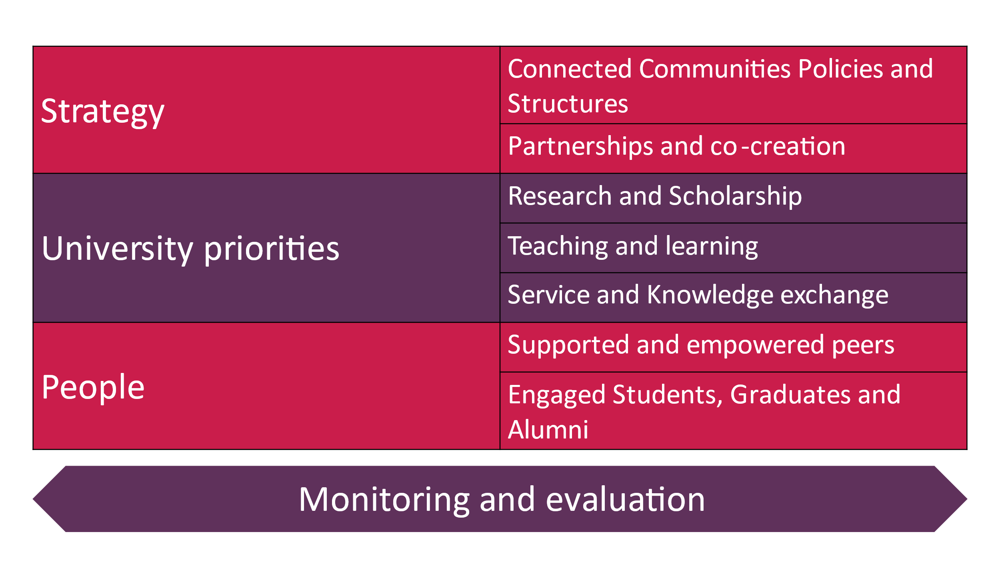 Strategy
Connected Communities Policies and
Structures
Partnerships and co-creation
University priorities
Research and Scholarship
Teaching and learning
Service and Knowledge exchange
People
Supported and empowered peers
Engaged Students, Graduates and
Alumni
Monitoring and evaluation